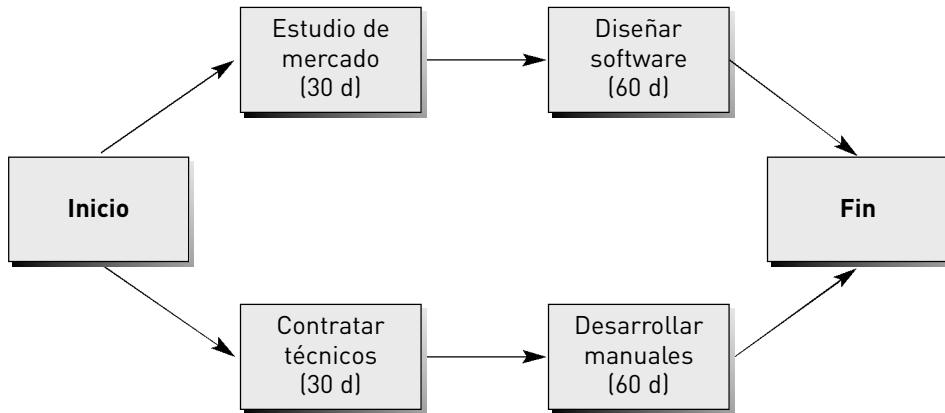 Estudio de
mercado
(30 d)
Diseñar
software
(60 d)
Inicio
Fin
Contratar
técnicos
(30 d)
Desarrollar
manuales
(60 d)